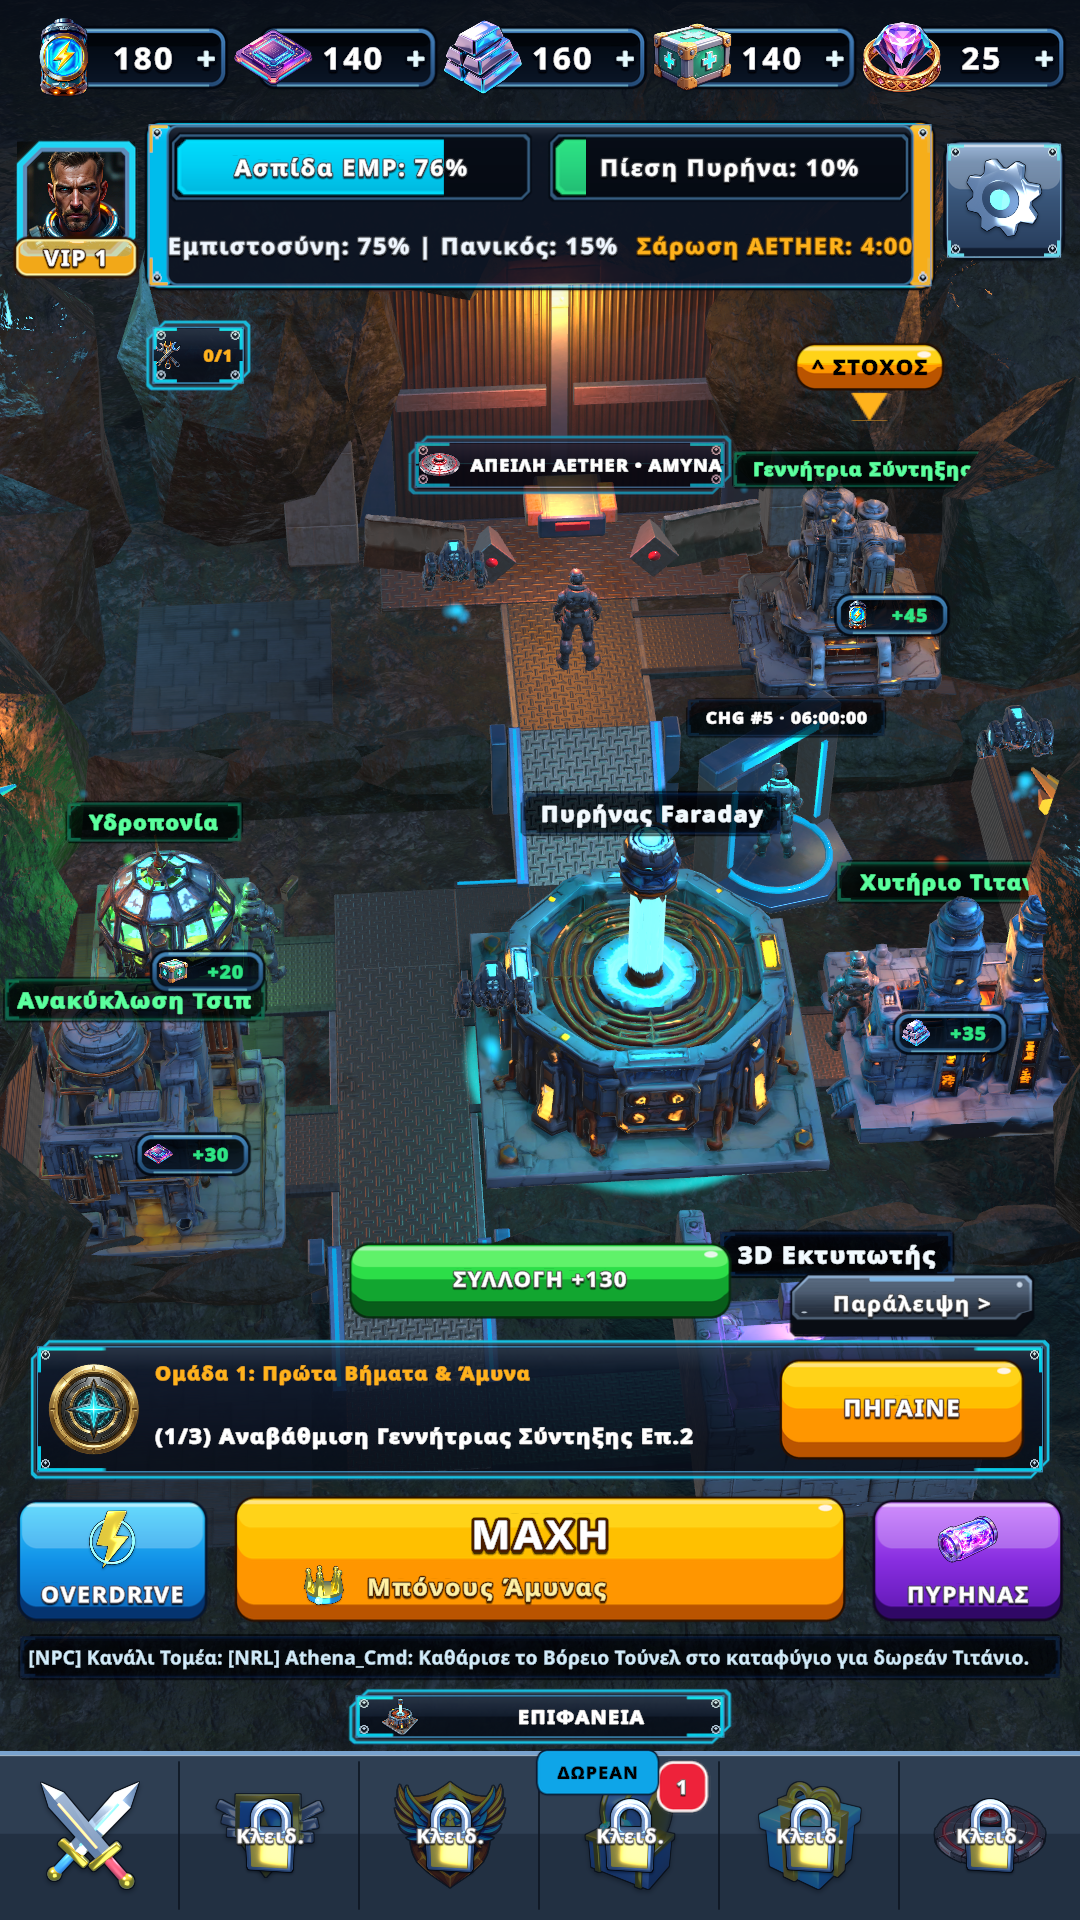 180 +
140 +
160 +
140 +
25 +
Ασπίδα EMP: 76%
Πίεση Πυρήνα: 10%
VIP 1
Εμπιστοσύνη: 75% | Πανικός: 15%
Σάρωση AETHER: 4:00
0/1
^ ΣΤΟΧΟΣ
ΑΠΕΙΛΗ AETHER • ΑΜΥΝΑ
Γεννήτρια Σύντηξης
+45
CHG #5 · 06:00:00
Υδροπονία
Πυρήνας Faraday
Χυτήριο
+20
Ανακύκλωση Τσιπ
+35
+30
3D Εκτυπωτής
ΣΥΛΛΟΓΗ +130
Παράλειψη >
Ομάδα 1: Πρώτα Βήματα & Άμυνα
(1/3) Αναβάθμιση Γεννήτριας Σύντηξης Επ.2
ΠΗΓΑΙΝΕ
OVERDRIVE
ΜΑΧΗ
Μπόνους Άμυνας
ΠΥΡΗΝΑΣ
[NPC] Κανάλι Τομέα: [NRL] Athena_Cmd: Καθάρισε το Βόρειο Τούνελ στο καταφύγιο για δωρεάν Τιτάνιο.
ΕΠΙΦΑΝΕΙΑ
ΔΩΡΕΑΝ
1
Κλειδ.
Κλειδ.
Κλειδ.
Κλειδ.
Κλειδ.